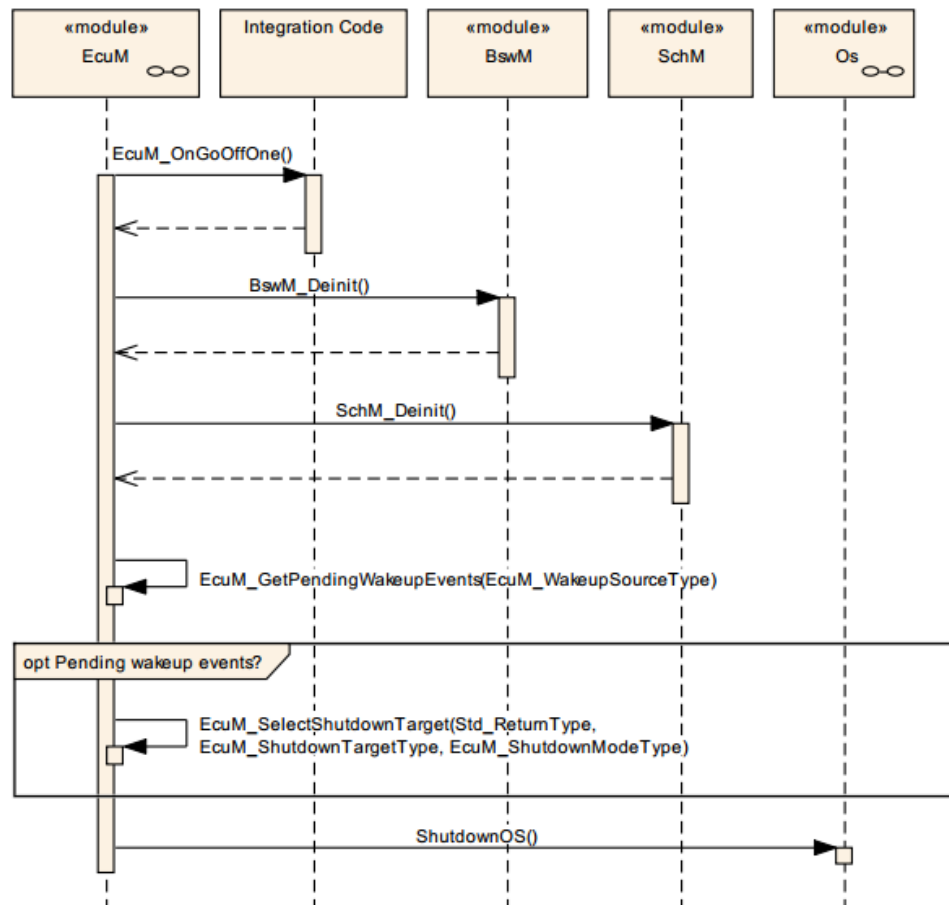 «module»
EcuM
Integration Code
«module»
BswM
«module»
SchM
«module»
Os
EcuM_OnGoOffOne()
BswM_Deinit()
SchM_Deinit()
EcuM_GetPendingWakeupEvents(EcuM_WakeupSourceType)
opt Pending wakeup events?
EcuM_SelectShutdownTarget(Std_ReturnType,
EcuM_ShutdownTargetType, EcuM_ShutdownModeType)
ShutdownOS()